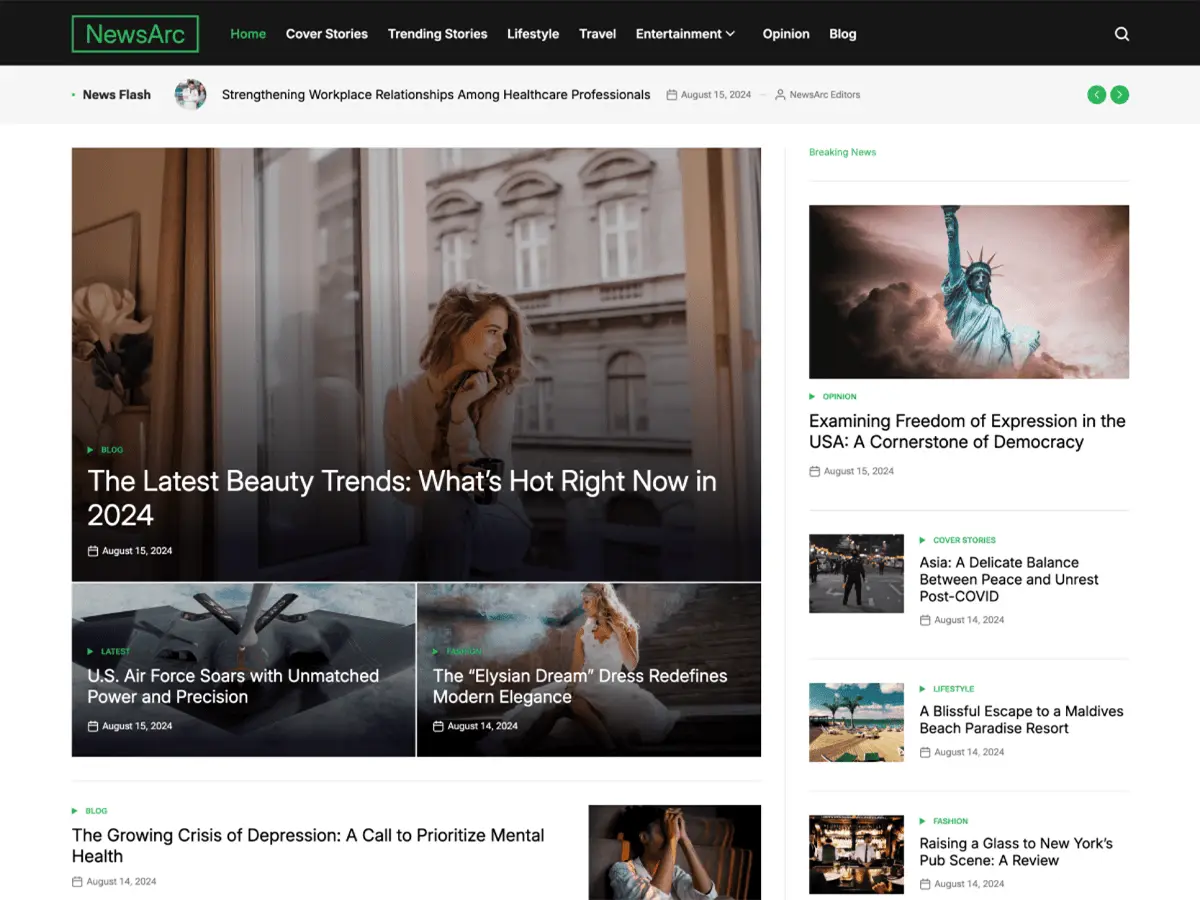 NewsArc
Home
Cover Stories
Trending Stories
Lifestyle
Travel
Entertainment
Opinion
Blog
News Flash
Strengthening Workplace Relationships Among Healthcare Professionals
August 15, 2024
NewsArc Editors
BLOG
The Latest Beauty Trends: What’s Hot Right Now in
2024
August 15, 2024
LATEST
U.S. Air Force Soars with Unmatched
Power and Precision
August 15, 2024
FASHION
The “Elysian Dream” Dress Redefines
Modern Elegance
August 14, 2024
BLOG
The Growing Crisis of Depression: A Call to Prioritize Mental
Health
August 14, 2024
Breaking News
OPINION
Examining Freedom of Expression in the
USA: A Cornerstone of Democracy
August 15, 2024
COVER STORIES
Asia: A Delicate Balance
Between Peace and Unrest
Post-COVID
August 14, 2024
LIFESTYLE
A Blissful Escape to a Maldives
Beach Paradise Resort
August 14, 2024
FASHION
Raising a Glass to New York’s
Pub Scene: A Review
August 14, 2024